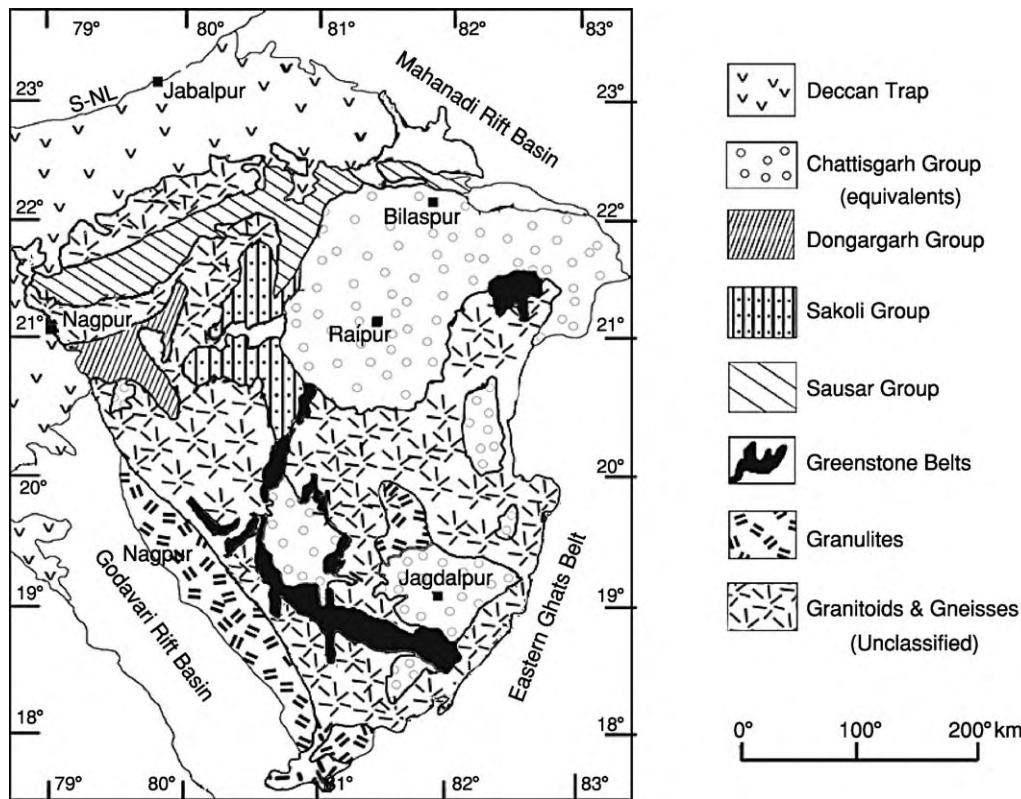 79° 80° 81° 82°
23° 23°
S-NL
Jabalpur
Mahanadi Rift Basin
22° 22°
Bilaspur
21° 21°
Nagpur
Raipur
20° 20°
Nagpur
Jagdalpur
19° 19°
Godavari Rift Basin
Eastern Ghats Belt
18° 18°
79° 80° 81° 82° 83°
Deccan Trap
Chattisgarh Group
(equivalents)
Dongargarh Group
Sakoli Group
Sausar Group
Greenstone Belts
Granulites
Granitoids & Gneisses
(Unclassified)
0° 100° 200° km